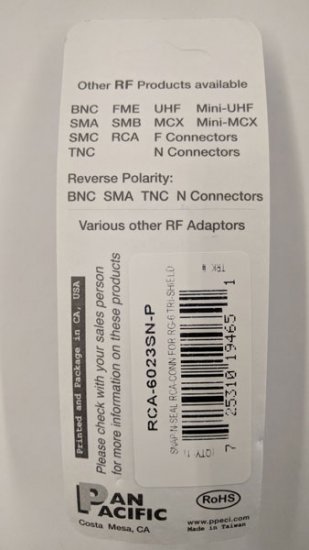 Other RF Products available
BNC FME UHF Mini-UHF
SMA SMB MCX Mini-MCX
SMC RCA F Connectors
TNC N Connectors
Reverse Polarity:
BNC SMA TNC N Connectors
Various other RF Adaptors
Printed and Package in CA, USA
Please check with your sales person
for more information on these products
RCA-6023SN-P
SNAP N SEAL RCA CONN FOR RG-6 TRI-SHIELD
(QTY 1)
TRK #
7 25310 19465 1
PAN
PACIFIC
Costa Mesa, CA
RoHS
www.ppeci.com
Made in Taiwan